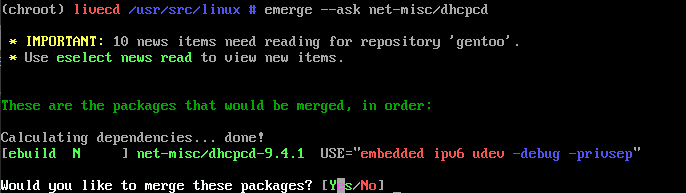 (chroot) livecd /usr/src/linux # emerge --ask net-misc/dhcpcd
* IMPORTANT: 10 news items need reading for repository 'gentoo'.
* Use eselect news read to view new items.
These are the packages that would be merged, in order:
Calculating dependencies... done!
[ebuild  N     ] net-misc/dhcpcd-9.4.1  USE="embedded ipv6 udev -debug -privsep"
Would you like to merge these packages? [Yes/No] _